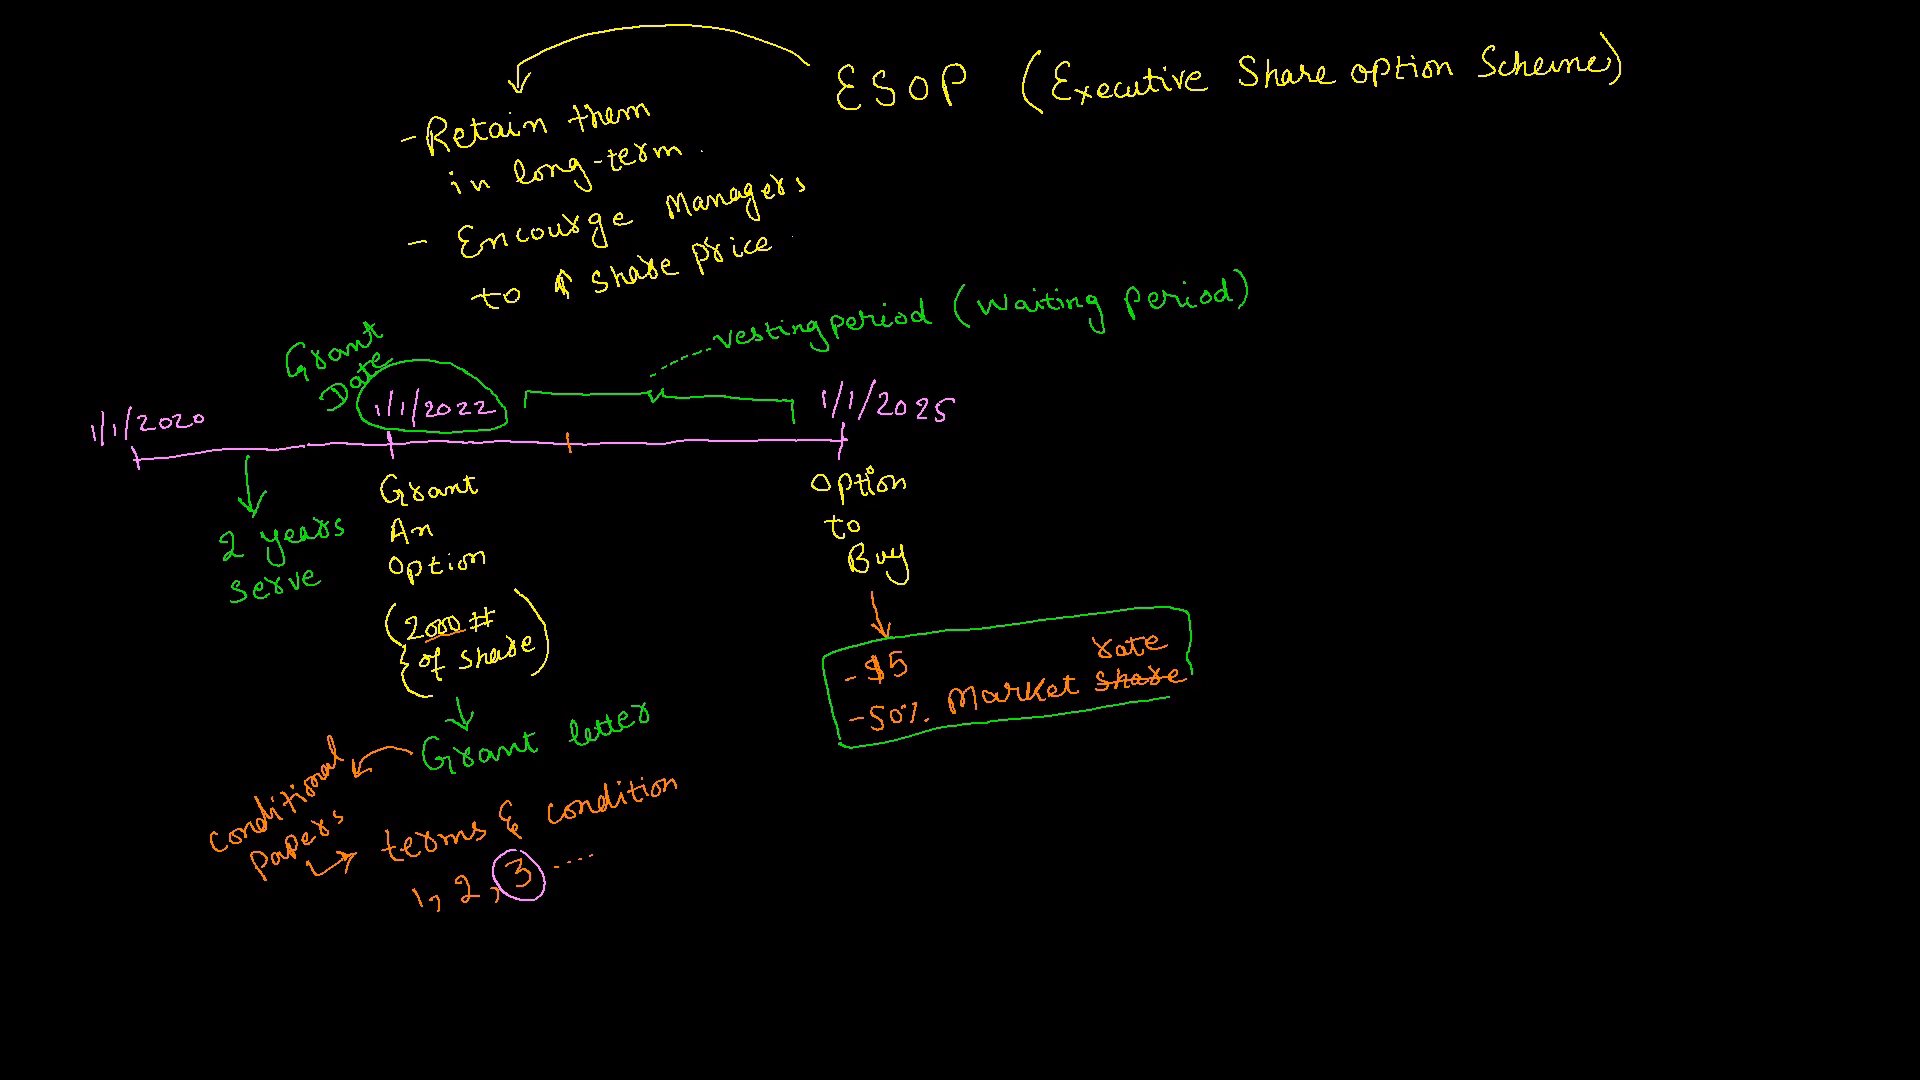 ESOP (Executive Share option Scheme)
- Retain them
in long-term.
- Encourge Managers
to ↑ share price.
vesting period (Waiting period)
Grant
Date
1/1/2020
1/1/2022
1/1/2025
2 years
serve
Grant
An
Option
(2000 #
of share)
Option
to
Buy
- $5
rate
- 50% Market share
Grant letter
conditional
papers
terms & condition
1, 2, 3 ....